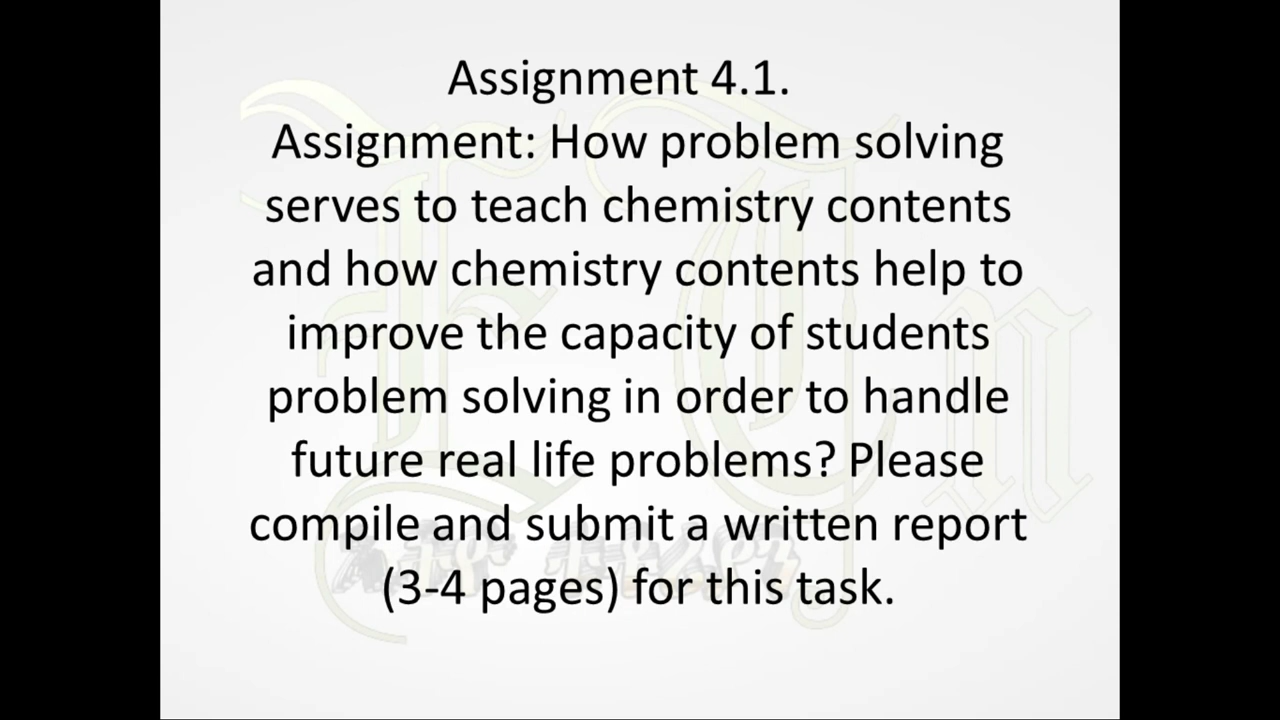 Assignment 4.1.
Assignment: How problem solving
serves to teach chemistry contents
and how chemistry contents help to
improve the capacity of students
problem solving in order to handle
future real life problems? Please
compile and submit a written report
(3-4 pages) for this task.